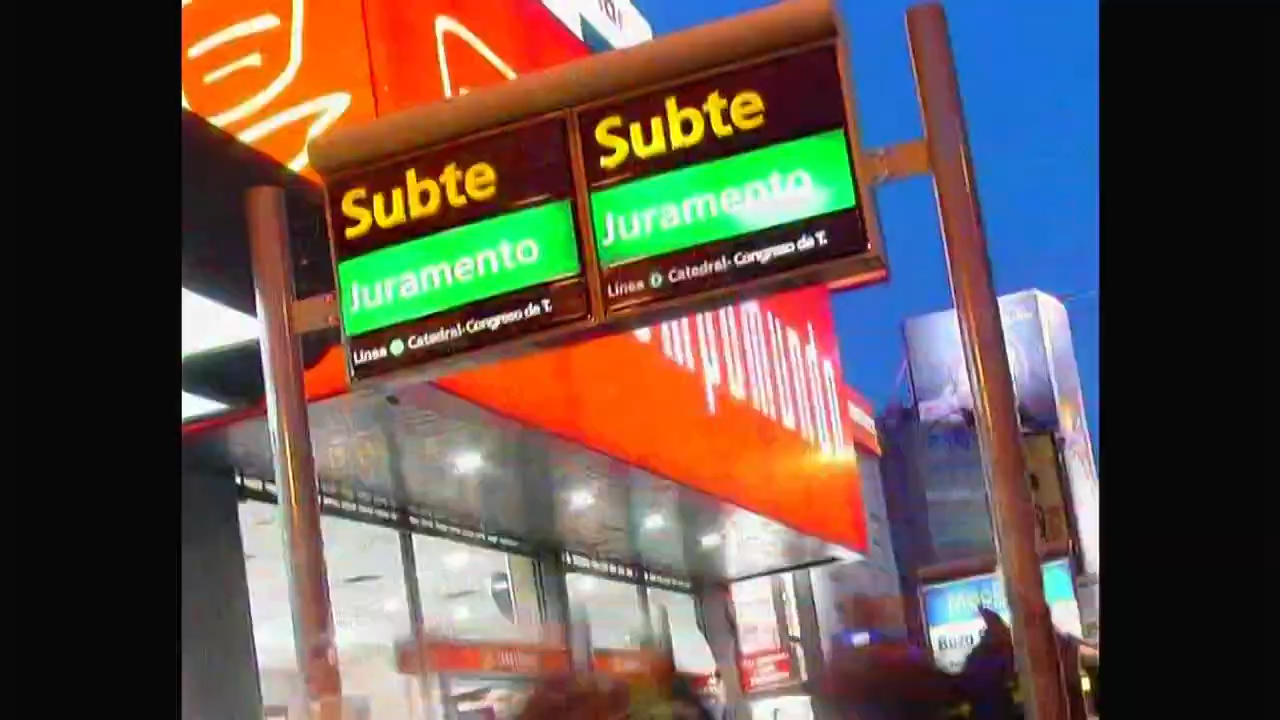 Subte
Juramento
Línea D Catedral-Congreso de T.
Subte
Juramento
Línea D Catedral-Congreso de T.